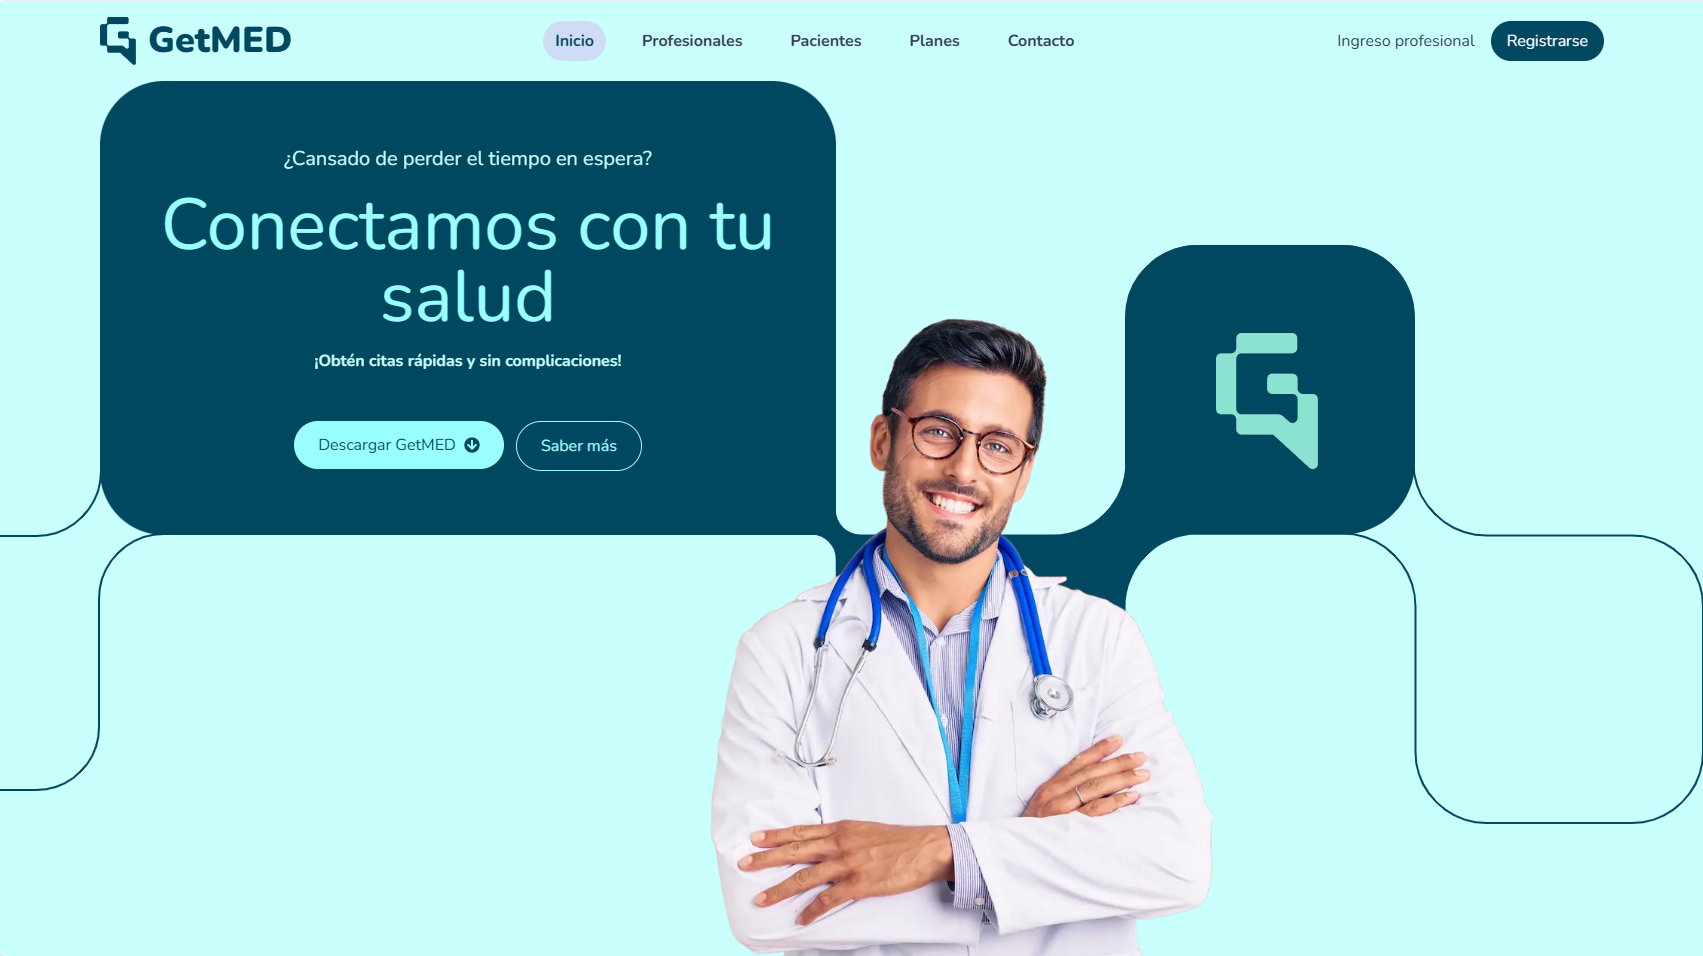 GetMED
Inicio
Profesionales
Pacientes
Planes
Contacto
Ingreso profesional
Registrarse
¿Cansado de perder el tiempo en espera?
Conectamos con tu
salud
¡Obtén citas rápidas y sin complicaciones!
Descargar GetMED
Saber más